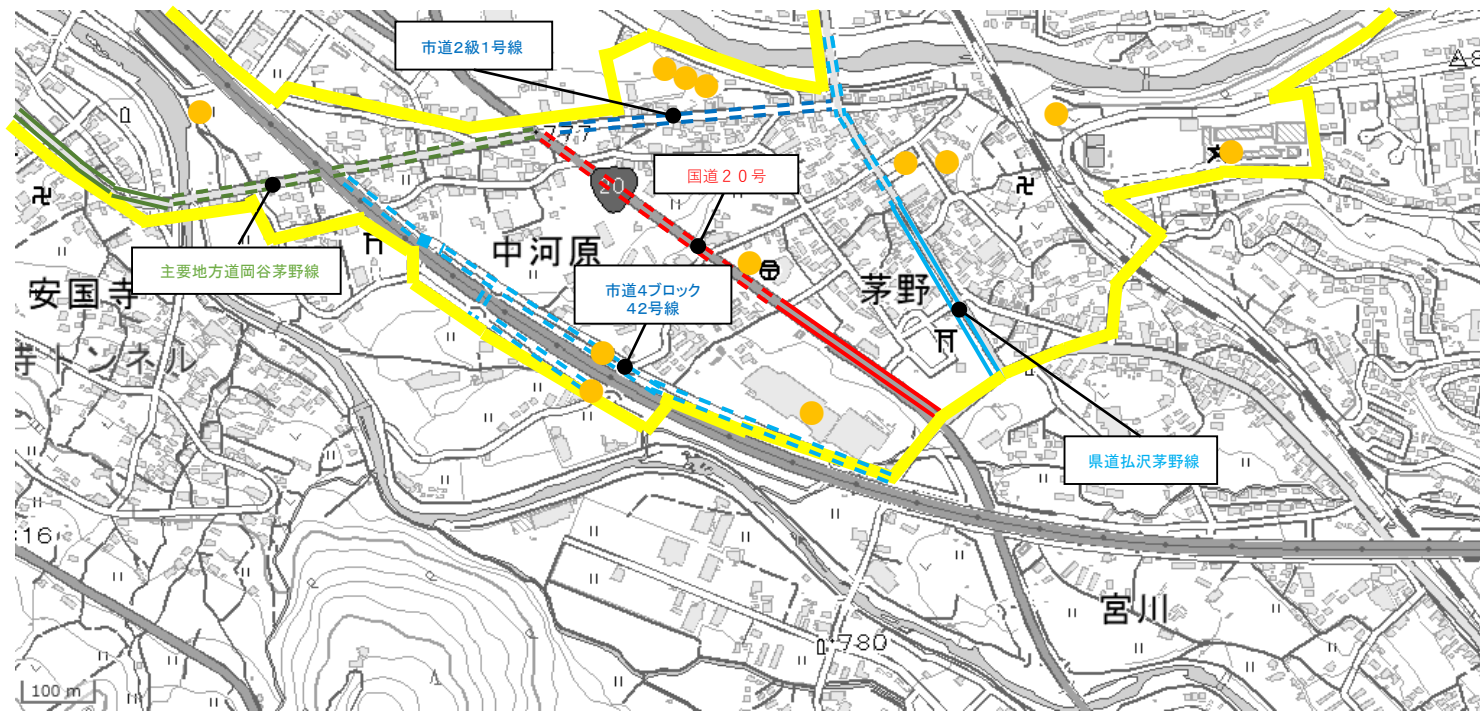 市道2級1号線
国道２０号
20
主要地方道岡谷茅野線
中河原
市道4ブロック
42号線
茅野
安国寺
寺トンネル
県道払沢茅野線
宮川
780
100 m